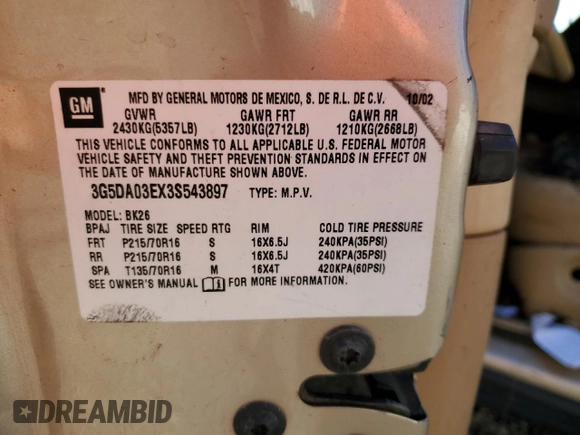 GM
MFD BY GENERAL MOTORS DE MEXICO, S. DE R.L. DE C.V. 10/02
GVWR GAWR FRT GAWR RR
2430KG(5357LB) 1230KG(2712LB) 1210KG(2668LB)
THIS VEHICLE CONFORMS TO ALL APPLICABLE U.S. FEDERAL MOTOR
VEHICLE SAFETY AND THEFT PREVENTION STANDARDS IN EFFECT ON
THE DATE OF MANUFACTURE SHOWN ABOVE.
3G5DA03EX3S543897 TYPE: M.P.V.
MODEL: BK26
BPAJ TIRE SIZE SPEED RTG RIM COLD TIRE PRESSURE
FRT P215/70R16 S 16X6.5J 240KPA(35PSI)
RR P215/70R16 S 16X6.5J 240KPA(35PSI)
SPA T135/70R16 M 16X4T 420KPA(60PSI)
SEE OWNER'S MANUAL FOR MORE INFORMATION.
DREAMBID